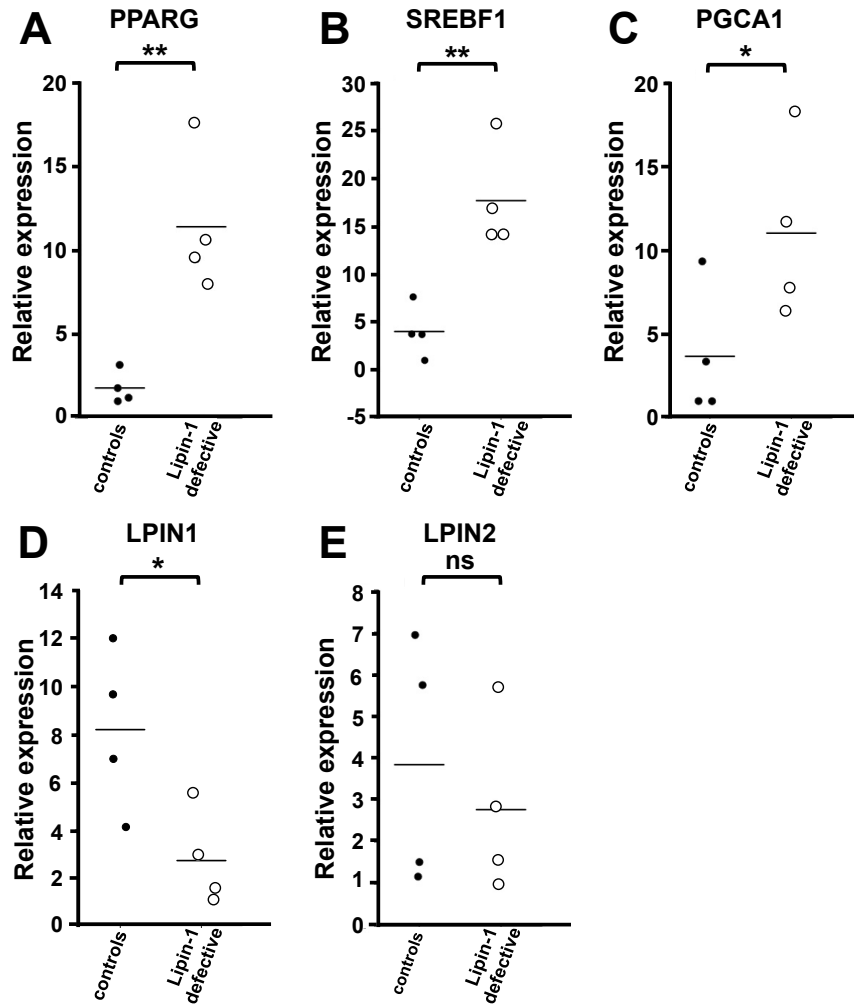 A
PPARG
**
Relative expression
20
15
10
5
0
controls
Lipin-1
defective
B
SREBF1
**
Relative expression
30
25
20
15
10
5
0
-5
controls
Lipin-1
defective
C
PGCA1
*
Relative expression
20
15
10
5
0
controls
Lipin-1
defective
D
LPIN1
*
Relative expression
14
12
10
8
6
4
2
0
controls
Lipin-1
defective
E
LPIN2
ns
Relative expression
8
7
6
5
4
3
2
1
0
controls
Lipin-1
defective